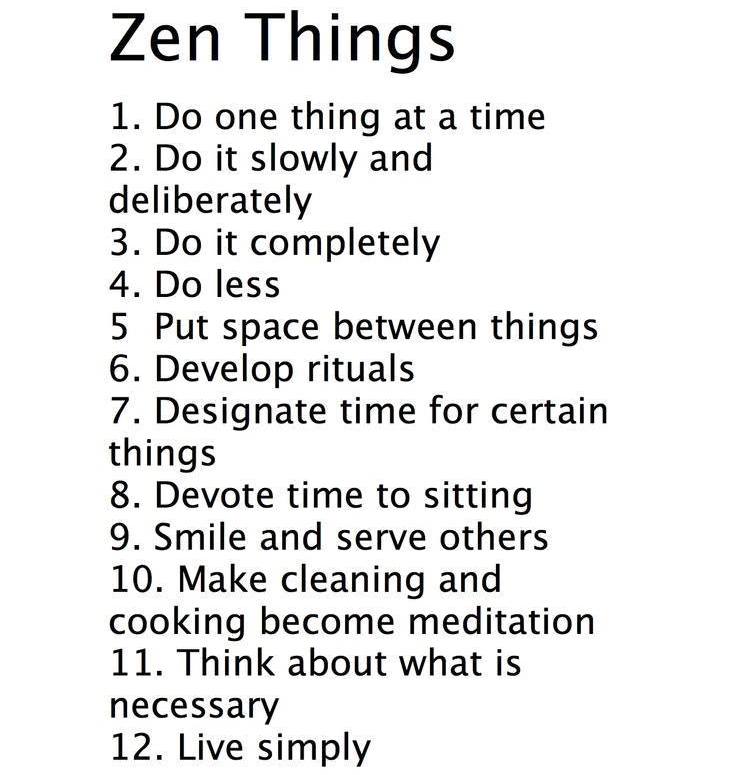 Zen Things
1. Do one thing at a time
2. Do it slowly and
deliberately
3. Do it completely
4. Do less
5  Put space between things
6. Develop rituals
7. Designate time for certain
things
8. Devote time to sitting
9. Smile and serve others
10. Make cleaning and
cooking become meditation
11. Think about what is
necessary
12. Live simply